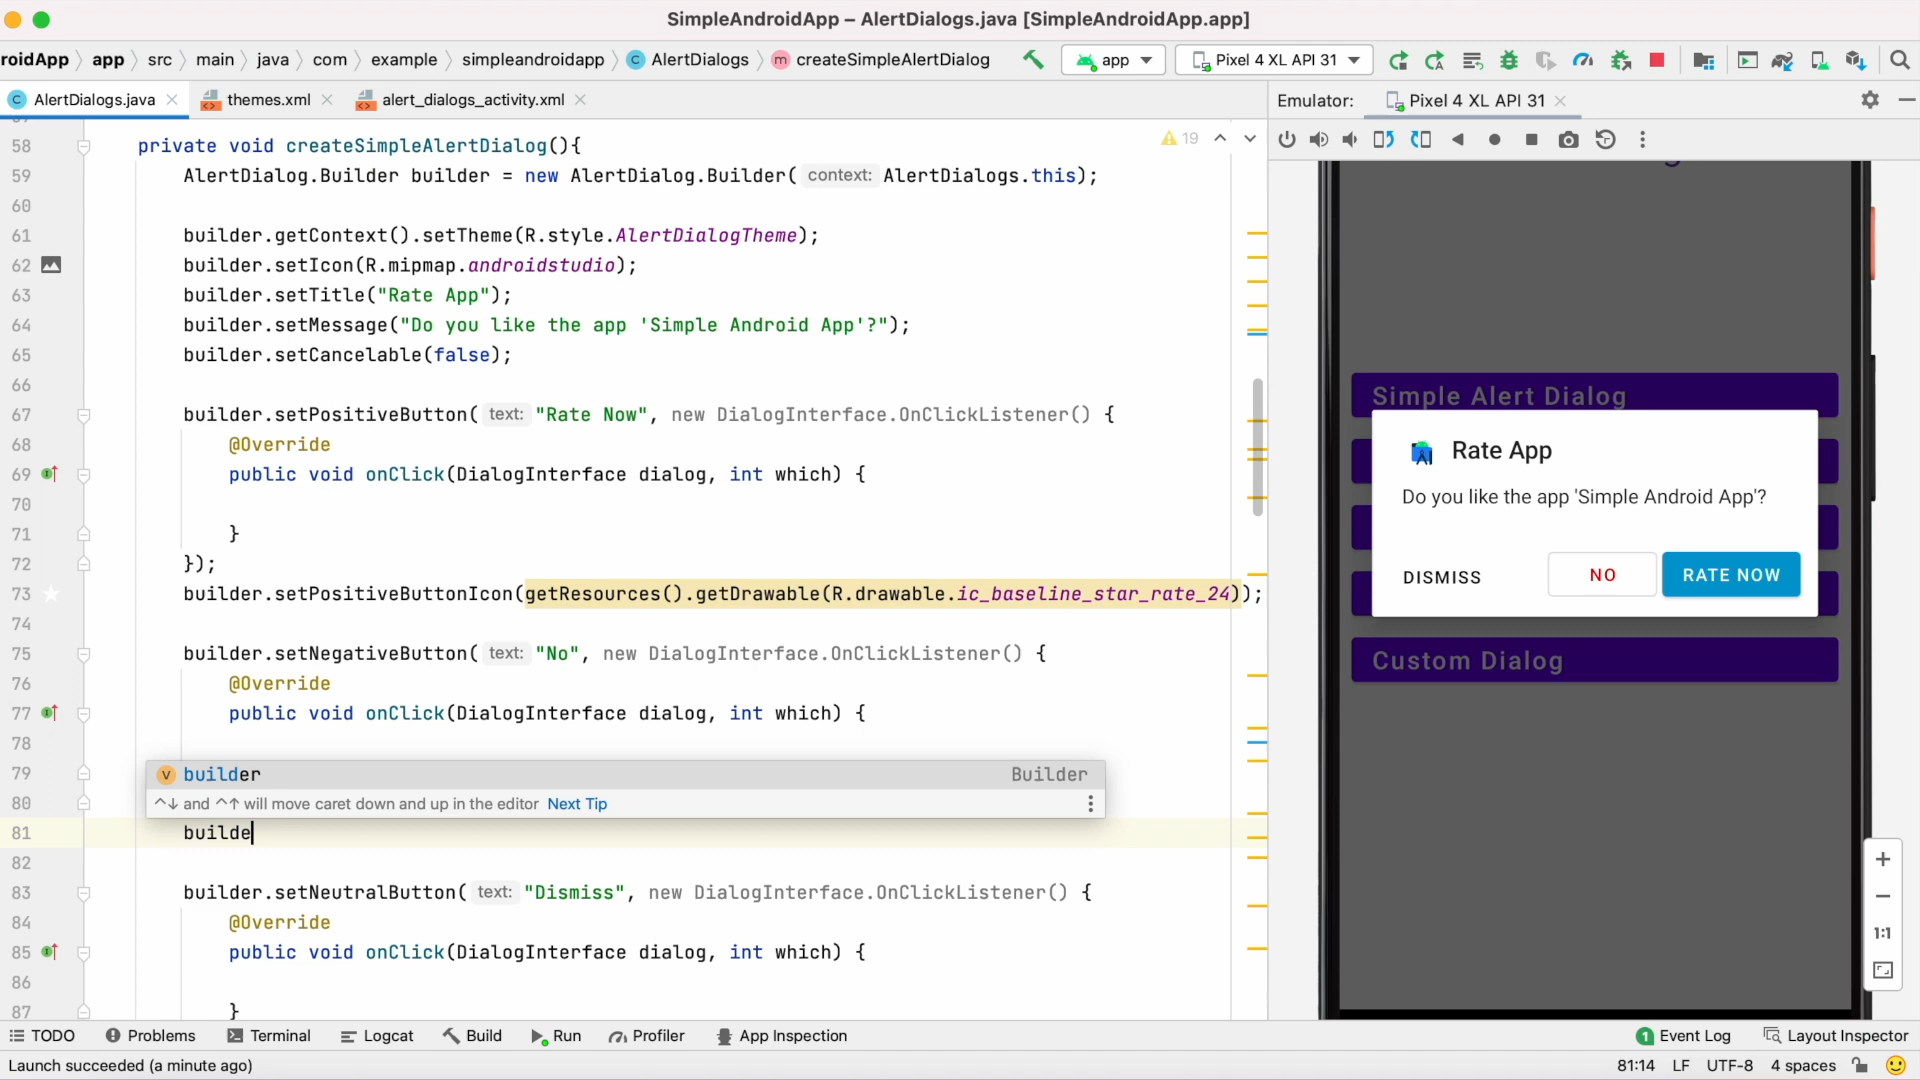 SimpleAndroidApp – AlertDialogs.java [SimpleAndroidApp.app]
roidApp app src main java com example simpleandroidapp AlertDialogs createSimpleAlertDialog app Pixel 4 XL API 31
AlertDialogs.java themes.xml alert_dialogs_activity.xml
Emulator: Pixel 4 XL API 31
19
58 private void createSimpleAlertDialog(){
59 AlertDialog.Builder builder = new AlertDialog.Builder( context: AlertDialogs.this);
60
61 builder.getContext().setTheme(R.style.AlertDialogTheme);
62 builder.setIcon(R.mipmap.androidstudio);
63 builder.setTitle("Rate App");
64 builder.setMessage("Do you like the app 'Simple Android App'?");
65 builder.setCancelable(false);
66
67 builder.setPositiveButton( text: "Rate Now", new DialogInterface.OnClickListener() {
68 @Override
69 public void onClick(DialogInterface dialog, int which) {
70
71 }
72 });
73 builder.setPositiveButtonIcon(getResources().getDrawable(R.drawable.ic_baseline_star_rate_24));
74
75 builder.setNegativeButton( text: "No", new DialogInterface.OnClickListener() {
76 @Override
77 public void onClick(DialogInterface dialog, int which) {
78
79
builder Builder
80
^↓ and ^↑ will move caret down and up in the editor Next Tip
81 builde
82
83 builder.setNeutralButton( text: "Dismiss", new DialogInterface.OnClickListener() {
84 @Override
85 public void onClick(DialogInterface dialog, int which) {
86
87 }
Simple Alert Dialog
Rate App
Do you like the app 'Simple Android App'?
DISMISS NO RATE NOW
Custom Dialog
1:1
TODO Problems Terminal Logcat Build Run Profiler App Inspection 1 Event Log Layout Inspector
Launch succeeded (a minute ago) 81:14 LF UTF-8 4 spaces